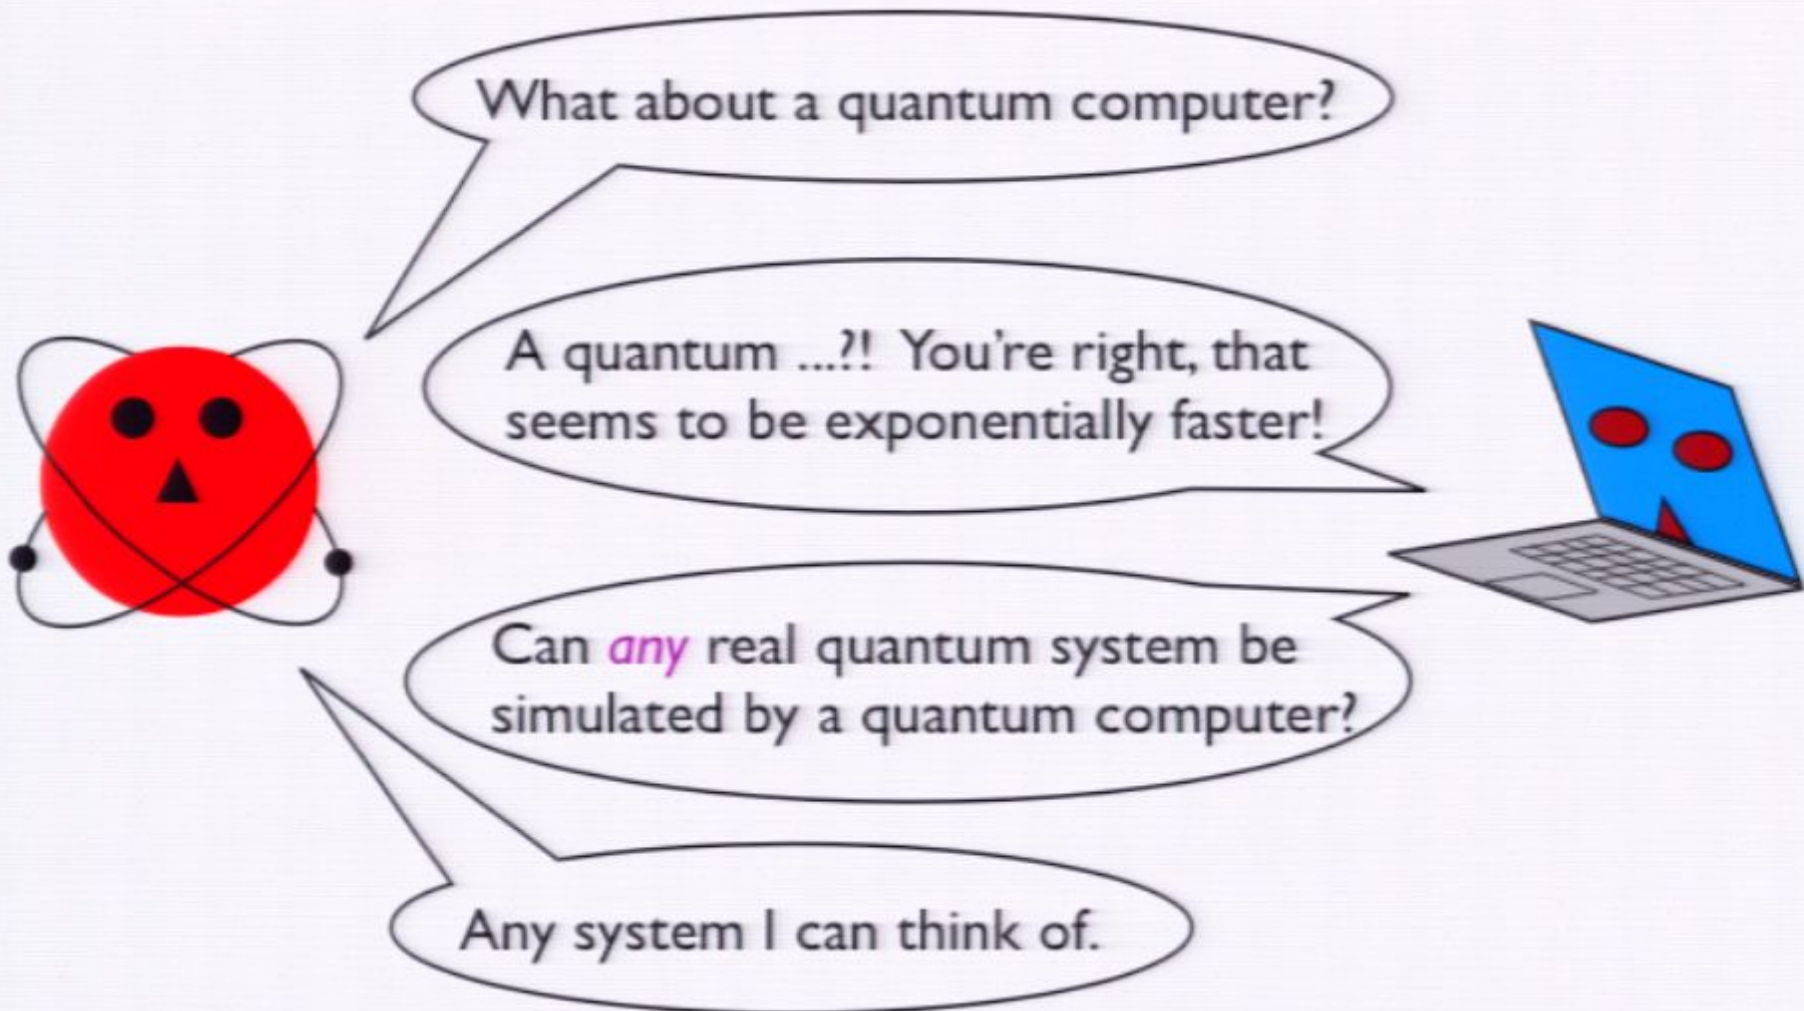 What about a quantum computer?
A quantum ...?! You're right, that
seems to be exponentially faster!
Can any real quantum system be
simulated by a quantum computer?
Any system I can think of.